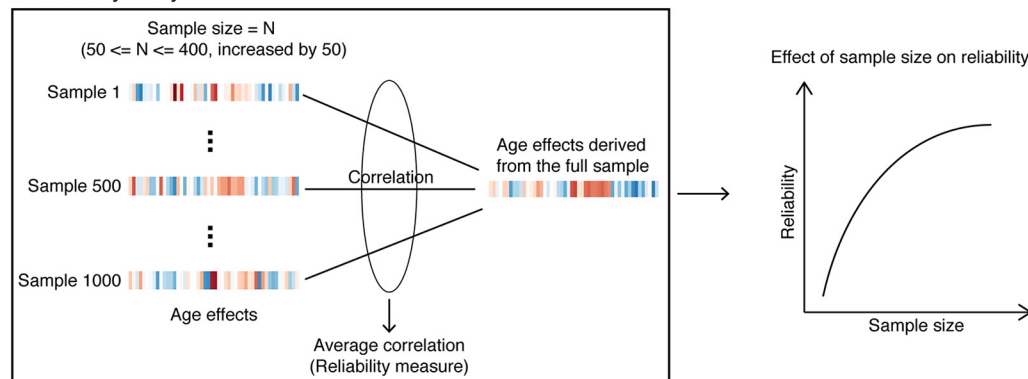 Sample size = N
(50 <= N <= 400, increased by 50)
Sample 1
Sample 500
Sample 1000
Age effects
Correlation
Average correlation
(Reliability measure)
Age effects derived
from the full sample
Effect of sample size on reliability
Reliability
Sample size